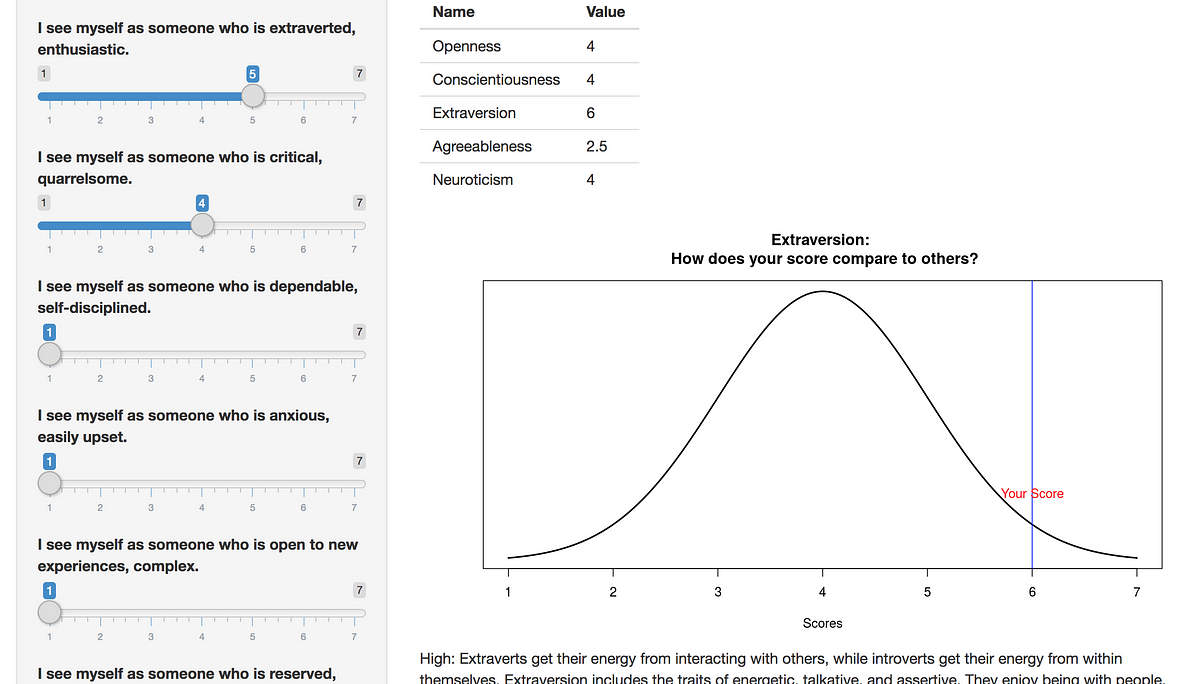 I see myself as someone who is extraverted,
enthusiastic.
1 5 7
1 2 3 4 5 6 7
I see myself as someone who is critical,
quarrelsome.
1 4 7
1 2 3 4 5 6 7
I see myself as someone who is dependable,
self-disciplined.
1 7
1 2 3 4 5 6 7
I see myself as someone who is anxious,
easily upset.
1 7
1 2 3 4 5 6 7
I see myself as someone who is open to new
experiences, complex.
1 7
1 2 3 4 5 6 7
I see myself as someone who is reserved,
Name Value
Openness 4
Conscientiousness 4
Extraversion 6
Agreeableness 2.5
Neuroticism 4
Extraversion:
How does your score compare to others?
Your Score
1 2 3 4 5 6 7
Scores
High: Extraverts get their energy from interacting with others, while introverts get their energy from within
themselves. Extraversion includes the traits of energetic, talkative, and assertive. They enjoy being with people,